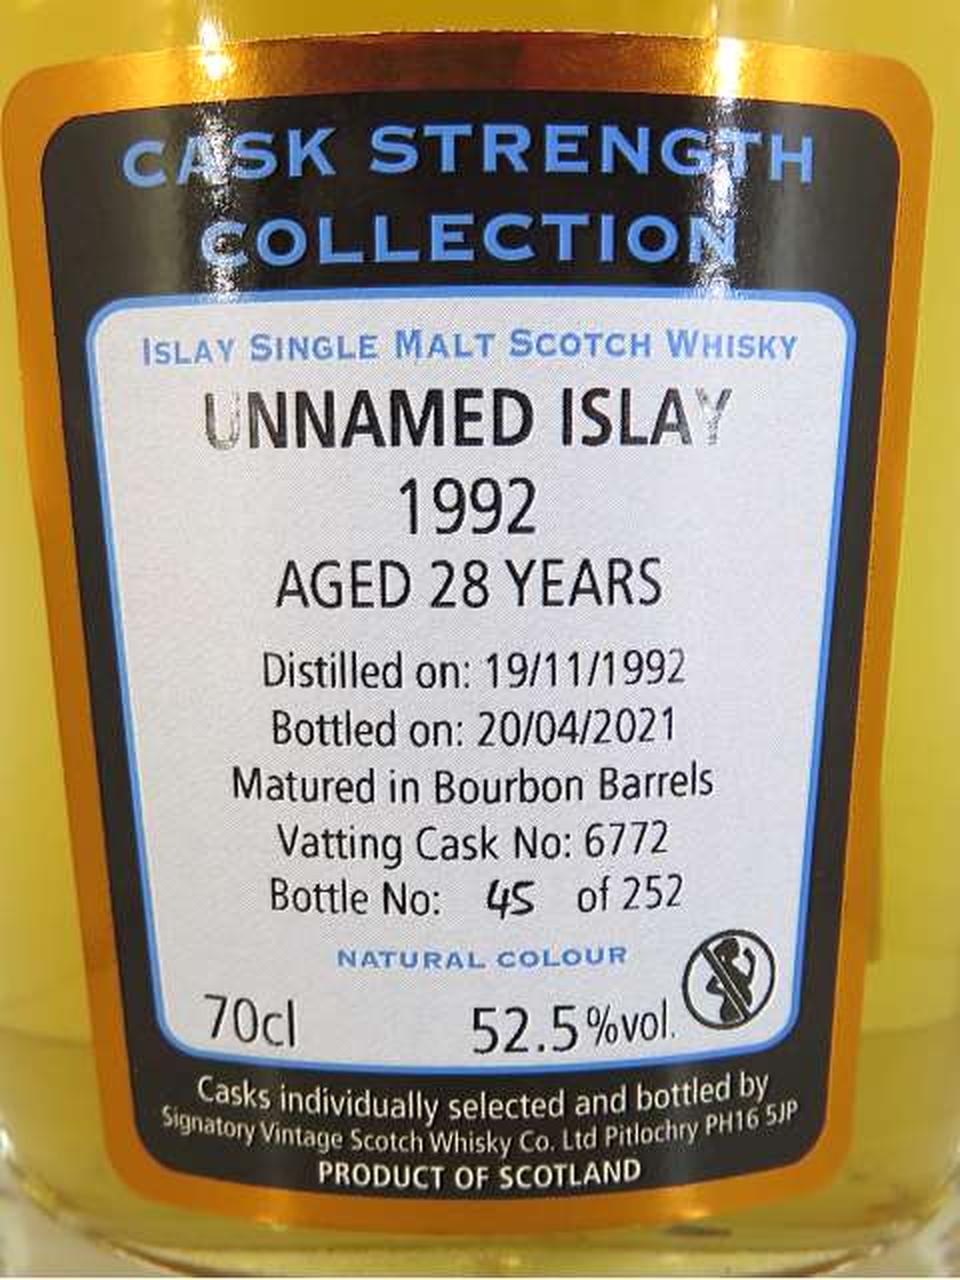 CASK STRENGTH
COLLECTION
ISLAY SINGLE MALT SCOTCH WHISKY
UNNAMED ISLAY
1992
AGED 28 YEARS
Distilled on: 19/11/1992
Bottled on: 20/04/2021
Matured in Bourbon Barrels
Vatting Cask No: 6772
Bottle No: 45 of 252
NATURAL COLOUR
70cl 52.5%vol.
Casks individually selected and bottled by
Signatory Vintage Scotch Whisky Co. Ltd Pitlochry PH16 5JP
PRODUCT OF SCOTLAND